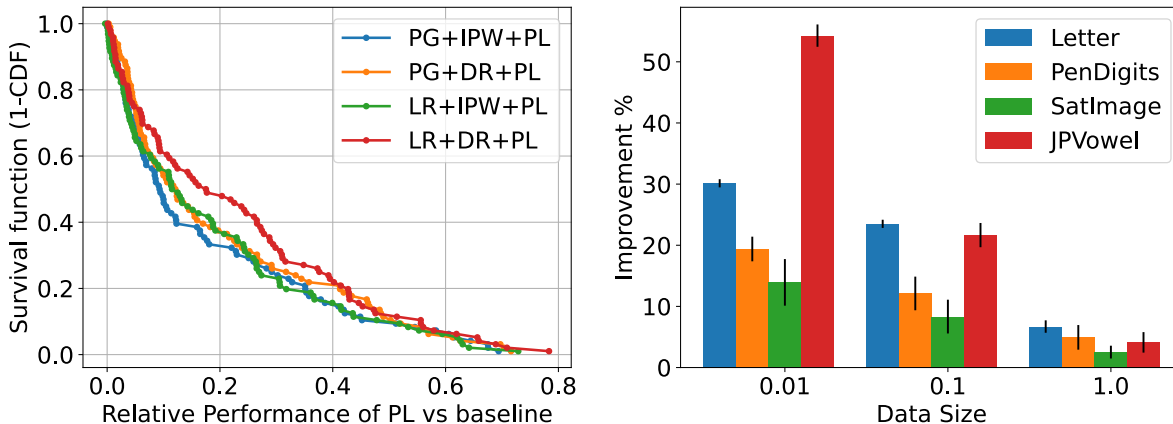 Survival function (1-CDF)
1.0
0.8
0.6
0.4
0.2
0.0
0.0 0.2 0.4 0.6 0.8
Relative Performance of PL vs baseline
PG+IPW+PL
PG+DR+PL
LR+IPW+PL
LR+DR+PL
Improvement %
50
40
30
20
10
0
0.01 0.1 1.0
Data Size
Letter
PenDigits
SatImage
JPVowel